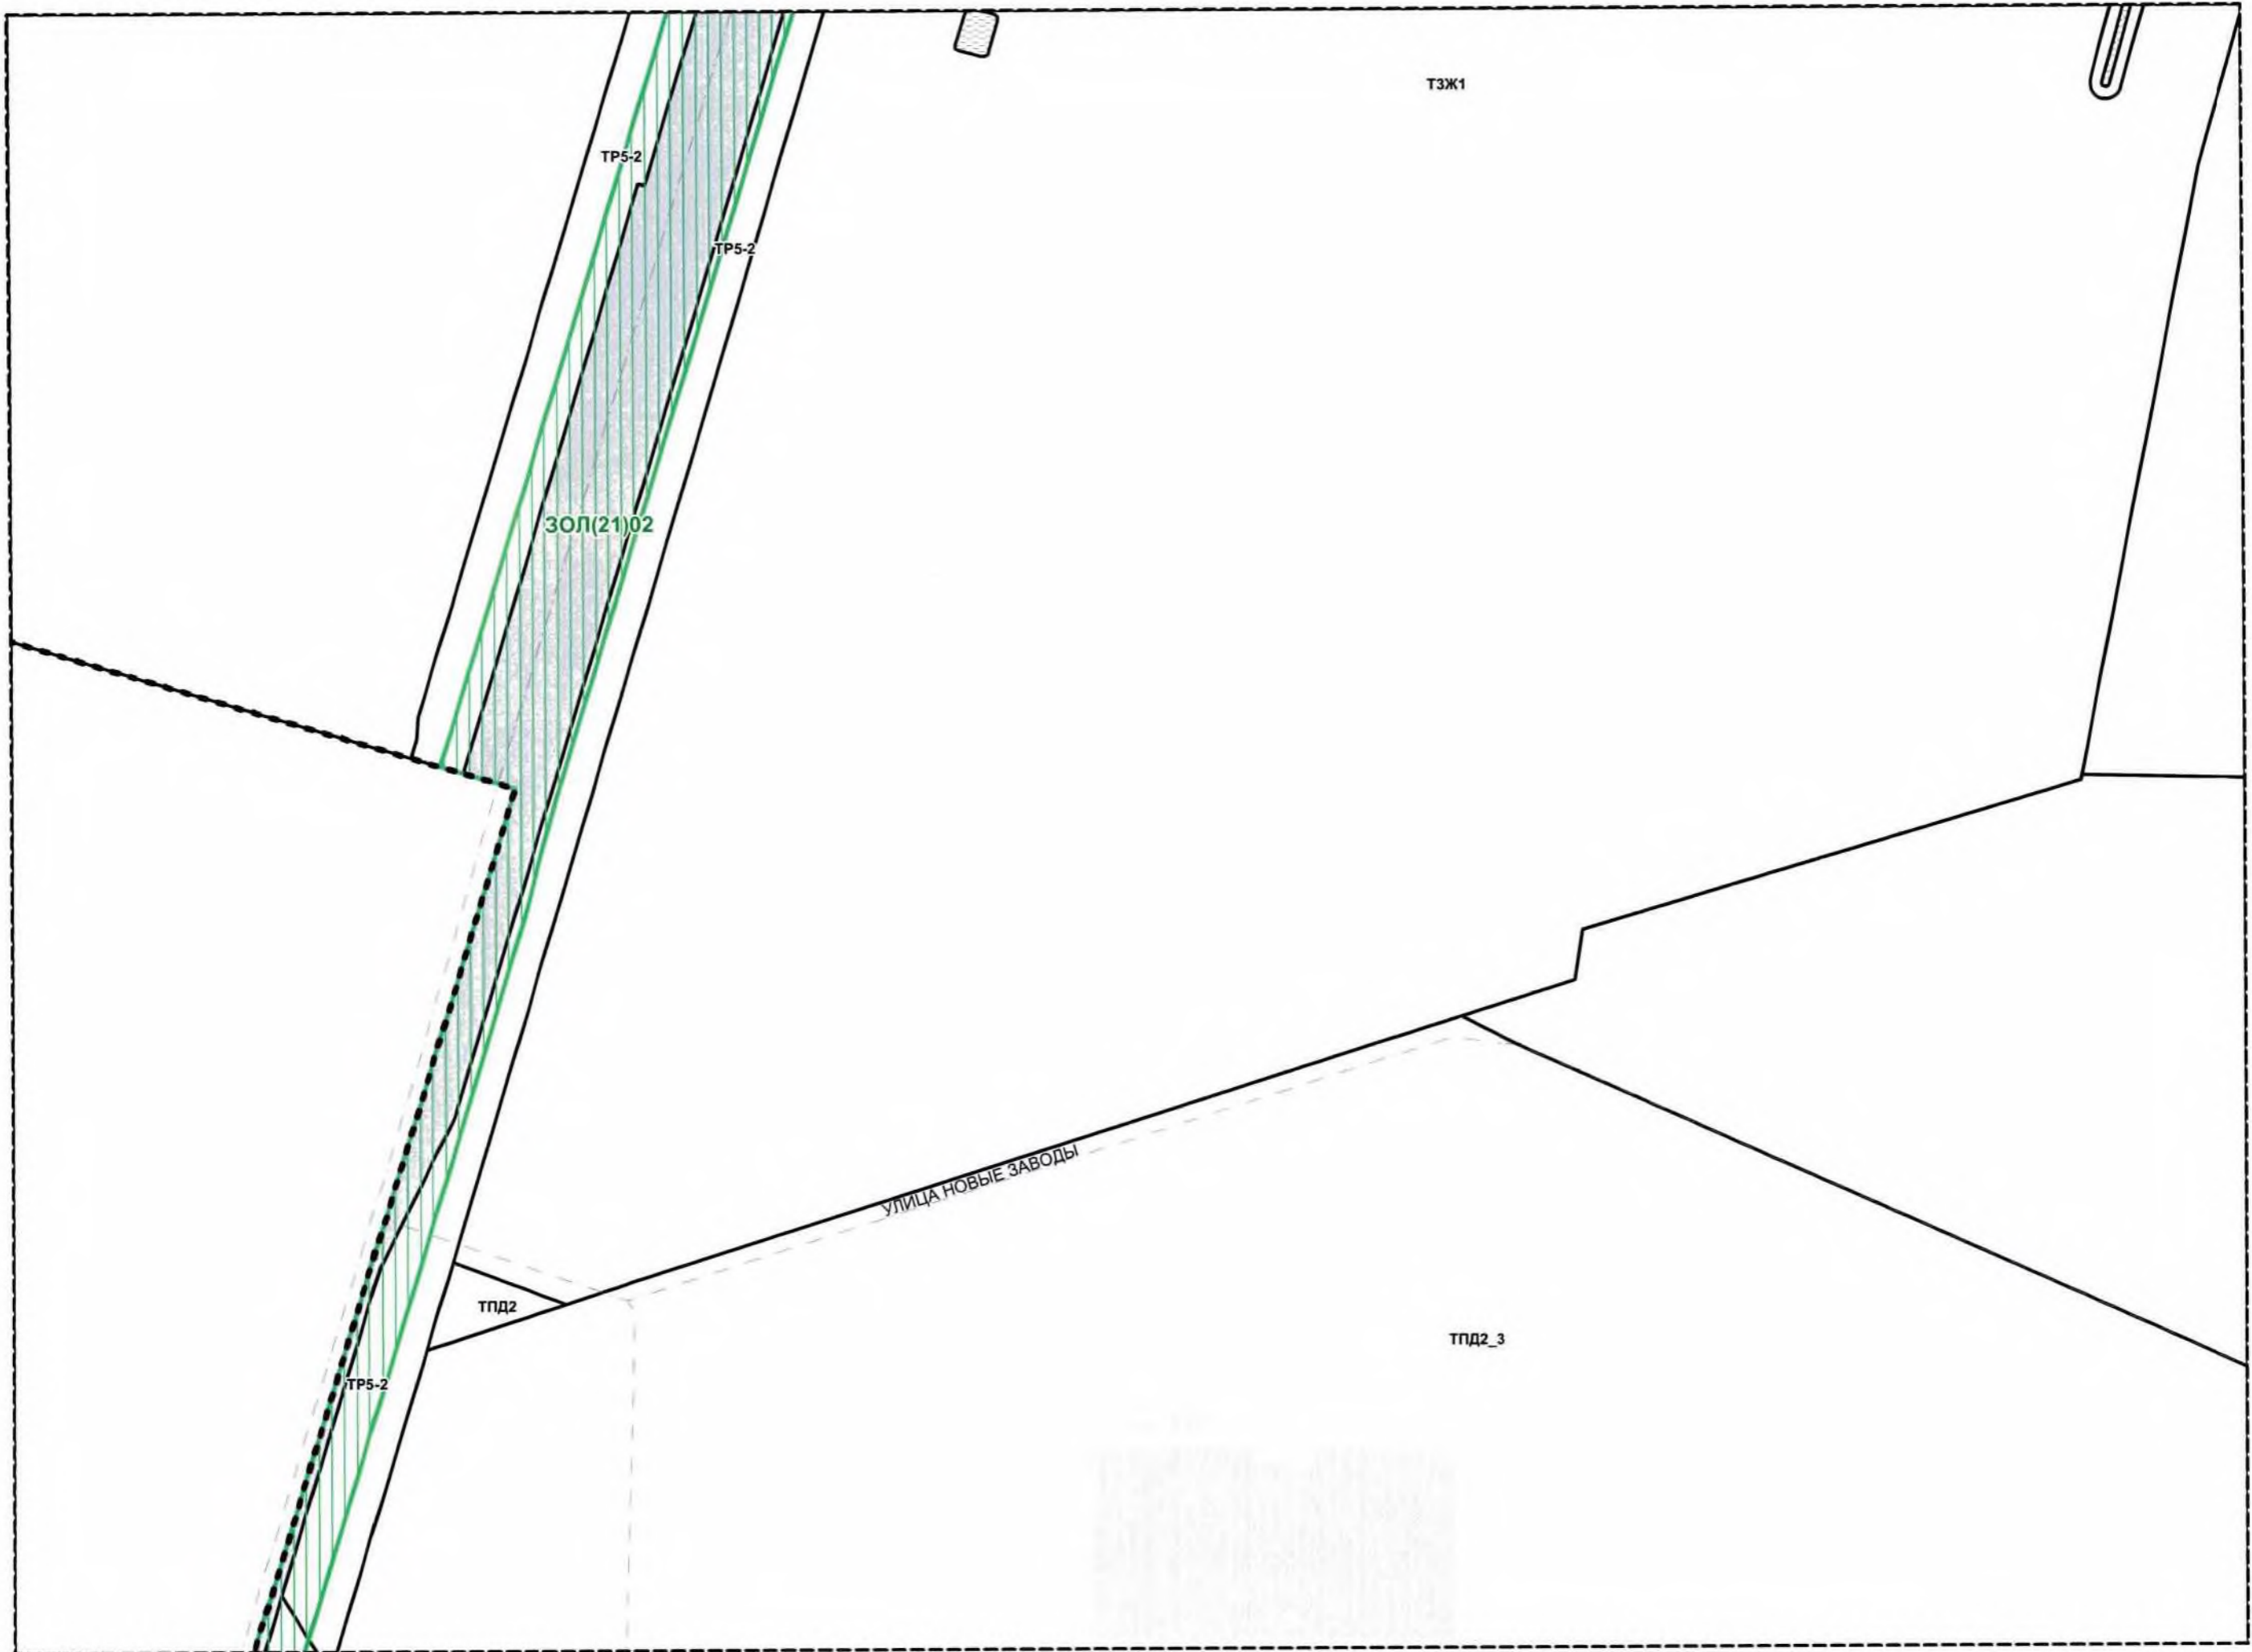 ТЗЖ1
ТР5-2
ТР5-2
ЗОЛ(21)02
УЛИЦА НОВЫЕ ЗАВОДЫ
ТПД2
ТПД2_3
ТР5-2